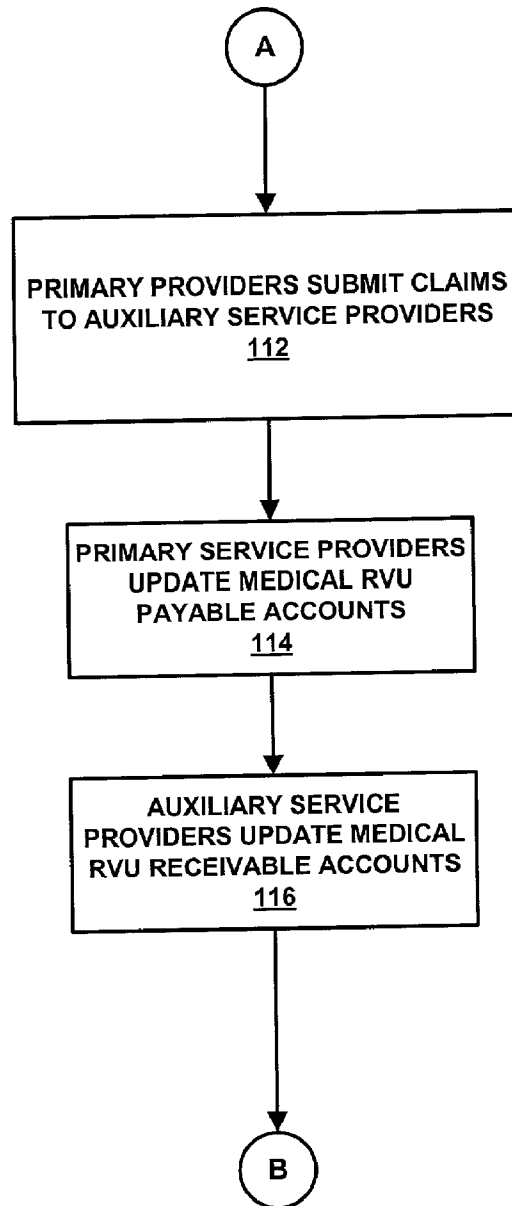 A
PRIMARY PROVIDERS SUBMIT CLAIMS
TO AUXILIARY SERVICE PROVIDERS
112
PRIMARY SERVICE PROVIDERS
UPDATE MEDICAL RVU
PAYABLE ACCOUNTS
114
AUXILIARY SERVICE
PROVIDERS UPDATE MEDICAL
RVU RECEIVABLE ACCOUNTS
116
B